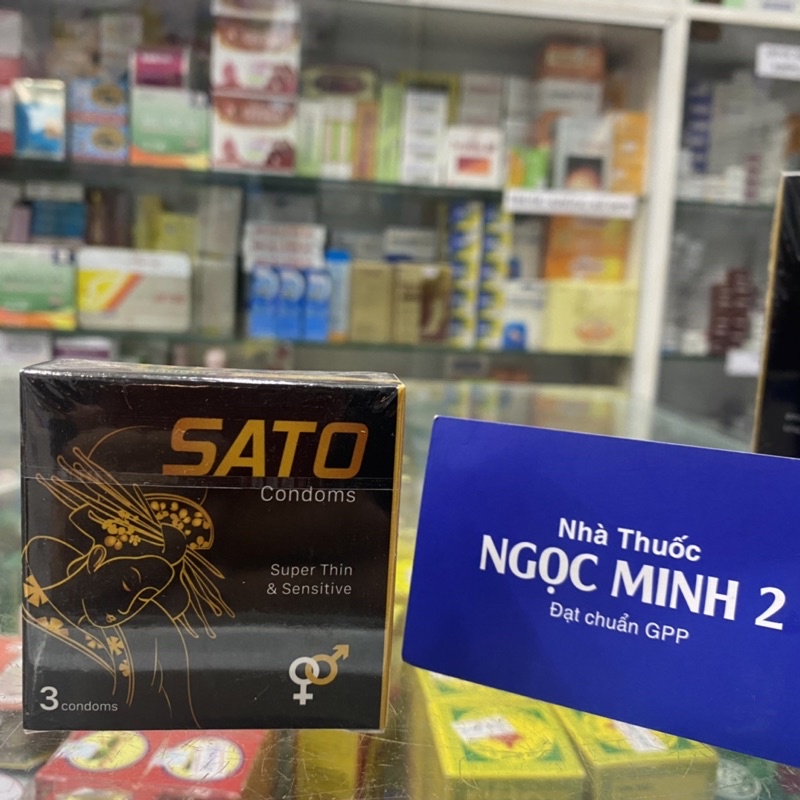 SATO
Condoms
Super Thin
& Sensitive
3 condoms
Nhà Thuốc
NGỌC MINH 2
Đạt chuẩn GPP